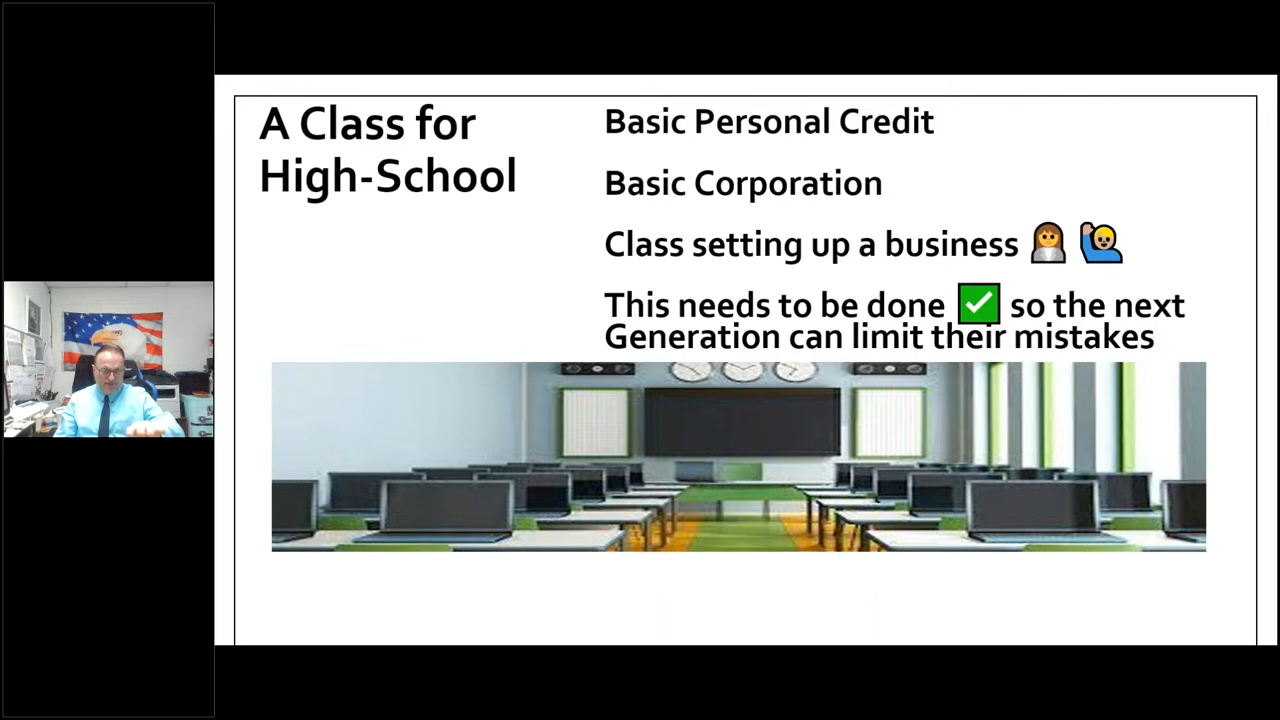 A Class for
High-School
Basic Personal Credit
Basic Corporation
Class setting up a business 👩‍💼 🙋
This needs to be done ✅ so the next
Generation can limit their mistakes